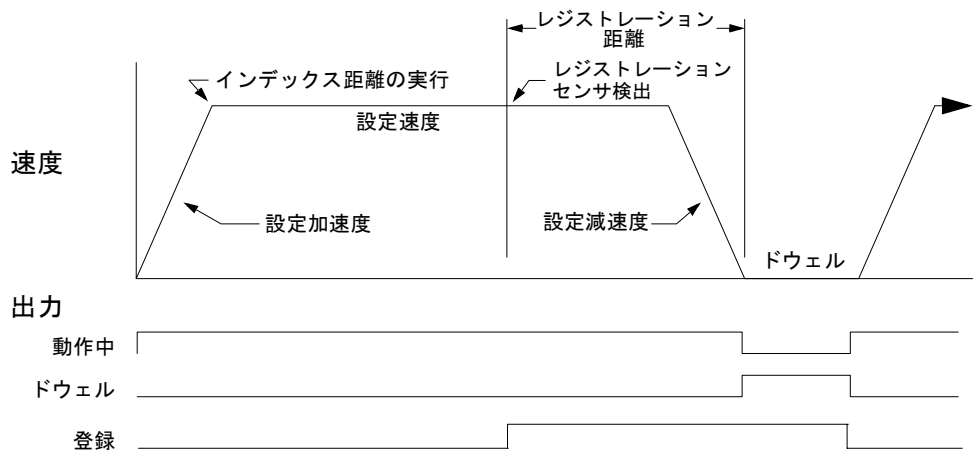 レジストレーション
距離
インデックス距離の実行
レジストレーション
センサ検出
設定速度
速度
設定加速度
設定減速度
ドウェル
出力
動作中
ドウェル
登録